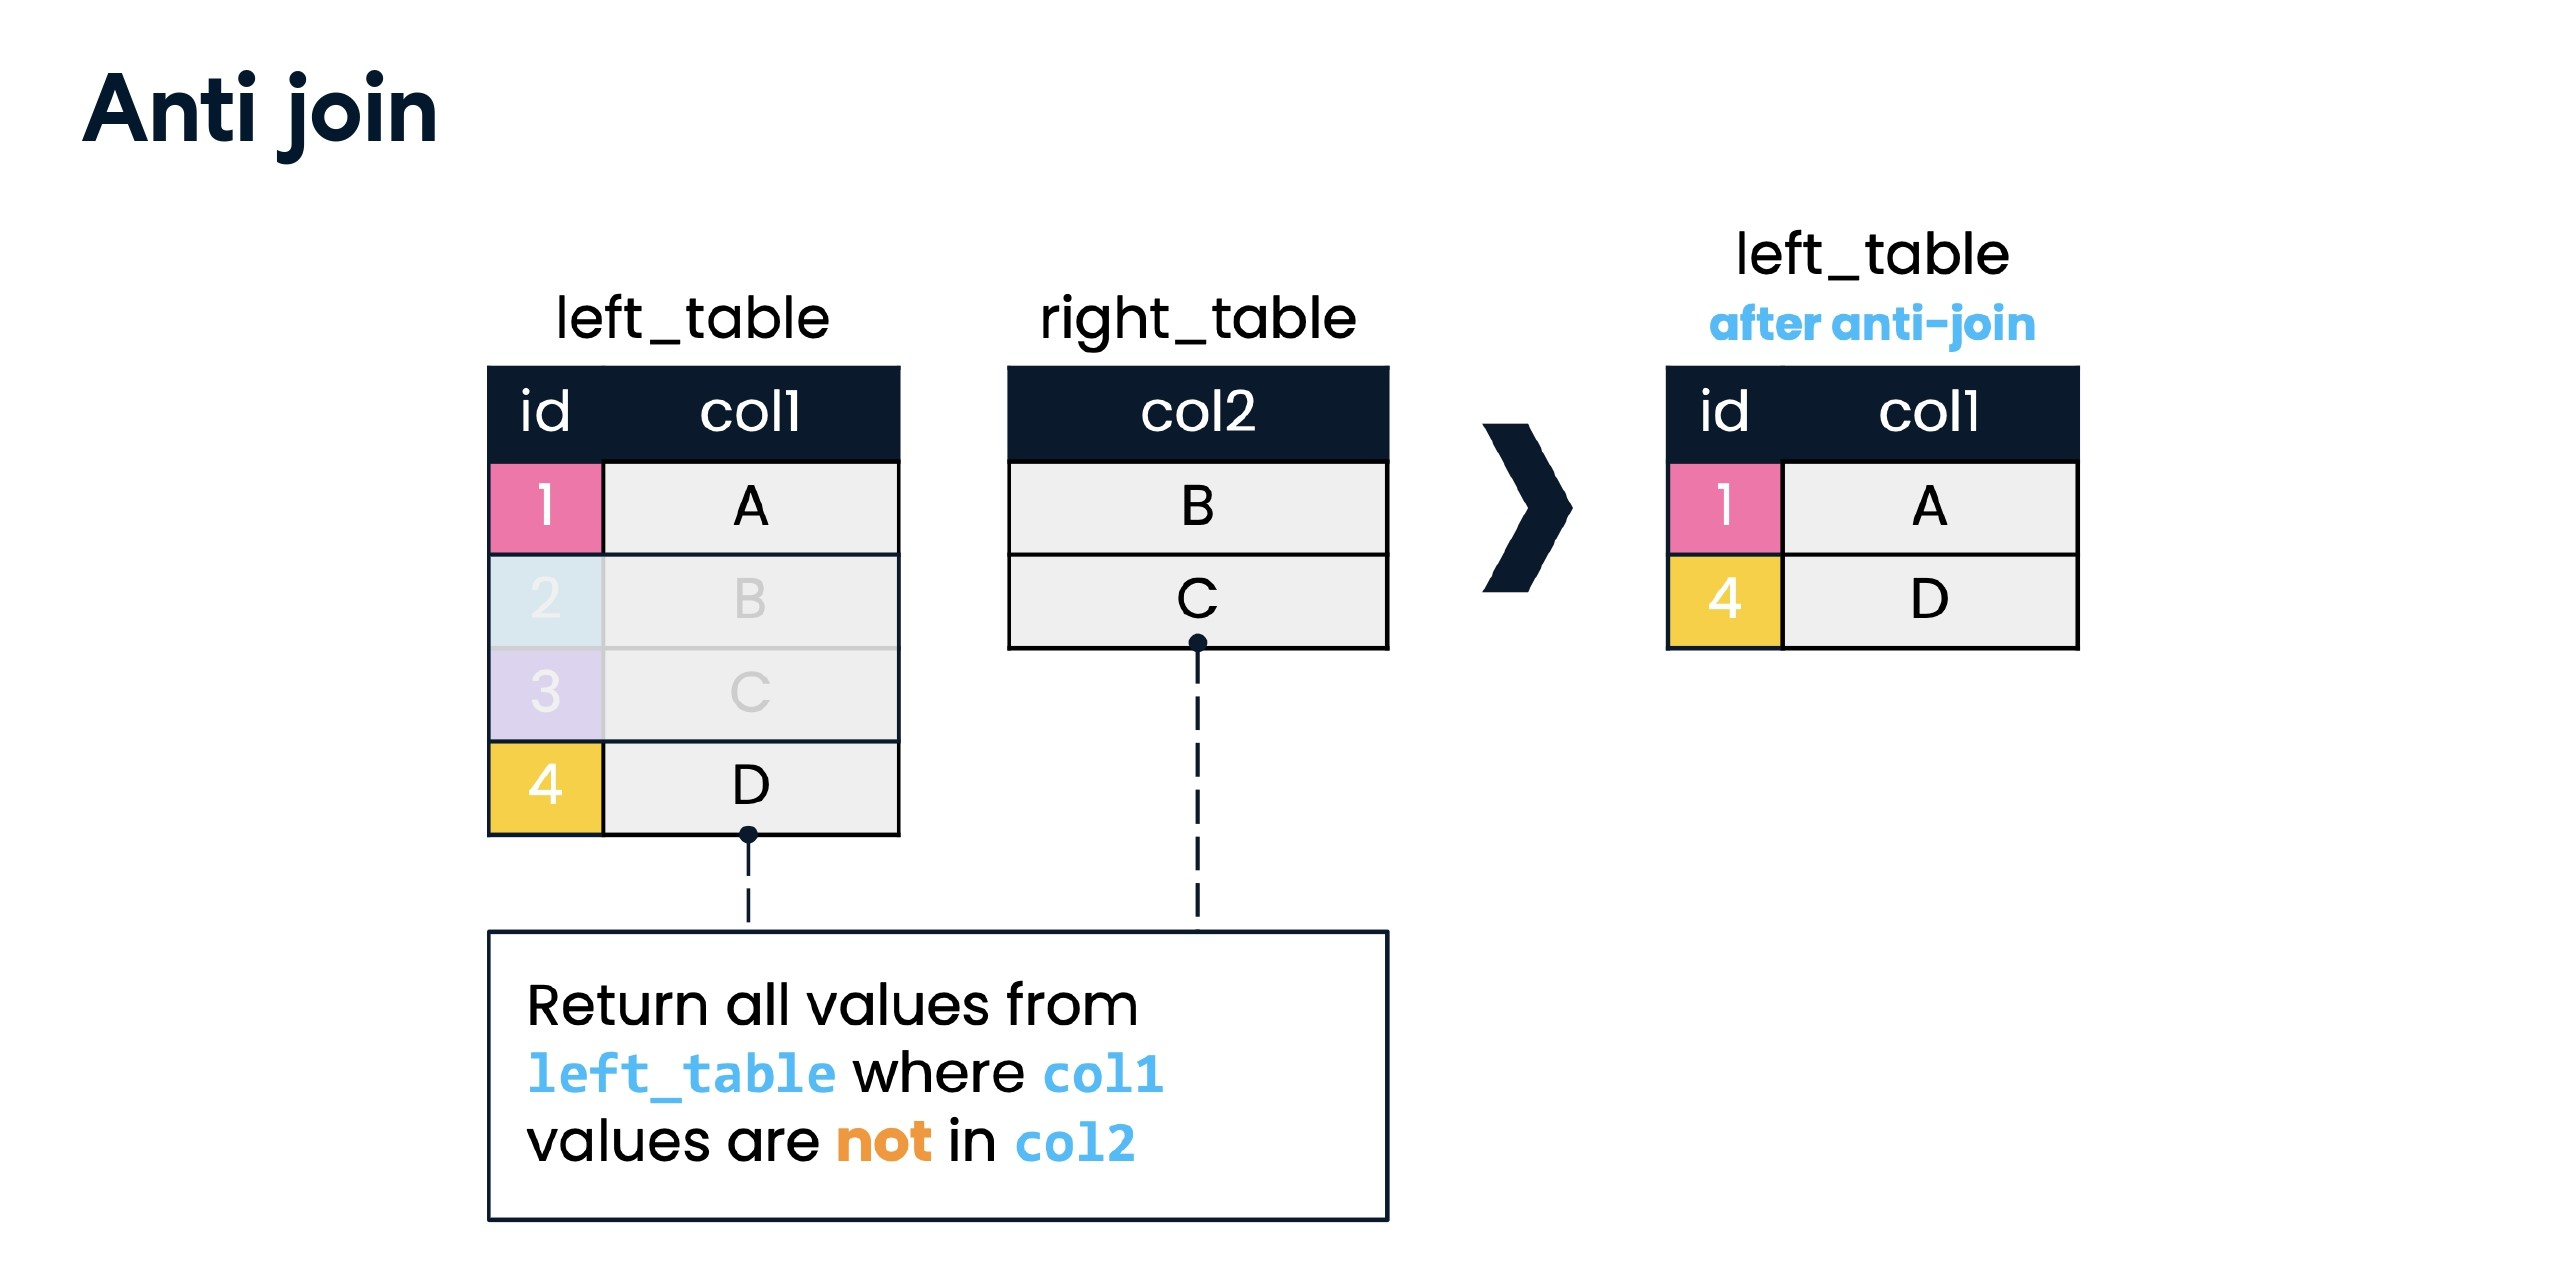 Anti join
left_table
right_table
left_table
after anti-join
id col1
col2
id col1
1 A
B
1 A
2 B
C
4 D
3 C
4 D
Return all values from
left_table where col1
values are not in col2